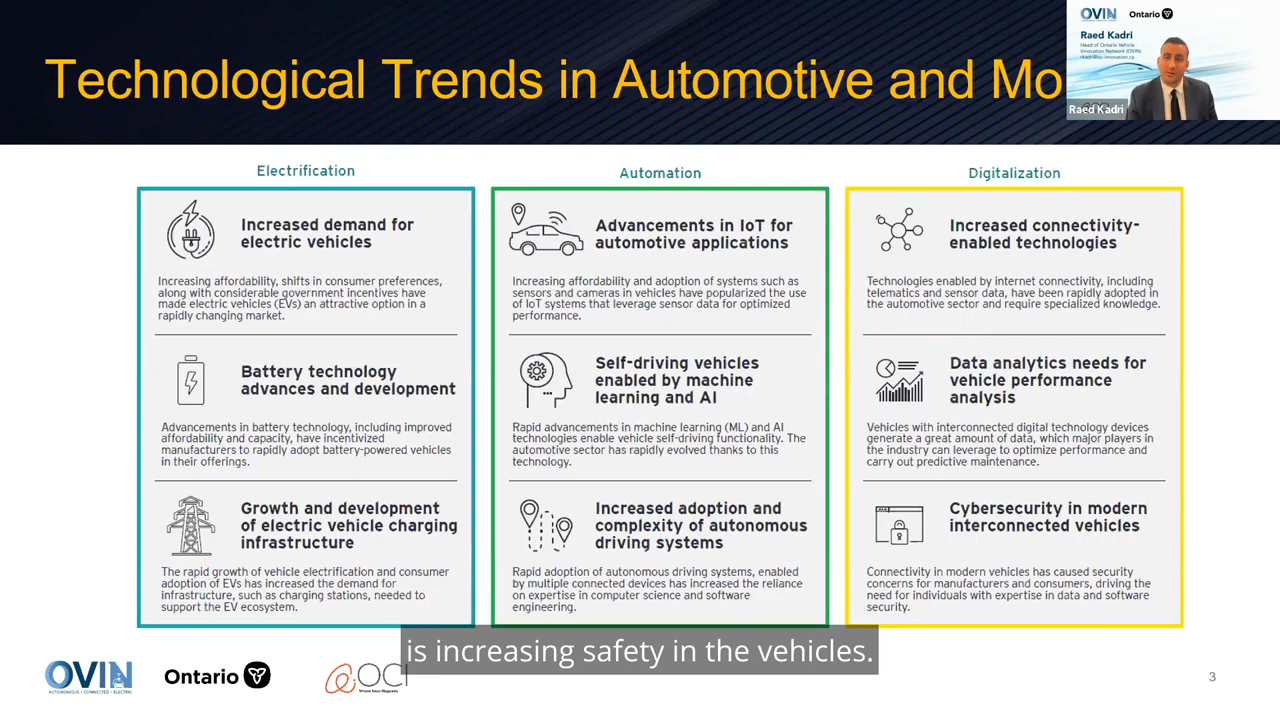 Technological Trends in Automotive and Mo
OVIN Ontario
Raed Kadri
Head of Ontario Vehicle
Innovation Network (OVIN)
rkadri@oc-innovation.ca
Raed Kadri
Electrification
Increased demand for
electric vehicles
Increasing affordability, shifts in consumer preferences,
along with considerable government incentives have
made electric vehicles (EVs) an attractive option in a
rapidly changing market.
Battery technology
advances and development
Advancements in battery technology, including improved
affordability and capacity, have incentivized
manufacturers to rapidly adopt battery-powered vehicles
in their offerings.
Growth and development
of electric vehicle charging
infrastructure
The rapid growth of vehicle electrification and consumer
adoption of EVs has increased the demand for
infrastructure, such as charging stations, needed to
support the EV ecosystem.
Automation
Advancements in IoT for
automotive applications
Increasing affordability and adoption of systems such as
sensors and cameras in vehicles have popularized the use
of IoT systems that leverage sensor data for optimized
performance.
Self-driving vehicles
enabled by machine
learning and AI
Rapid advancements in machine learning (ML) and AI
technologies enable vehicle self-driving functionality. The
automotive sector has rapidly evolved thanks to this
technology.
Increased adoption and
complexity of autonomous
driving systems
Rapid adoption of autonomous driving systems, enabled
by multiple connected devices has increased the reliance
on expertise in computer science and software
engineering.
Digitalization
Increased connectivity-
enabled technologies
Technologies enabled by internet connectivity, including
telematics and sensor data, have been rapidly adopted in
the automotive sector and require specialized knowledge.
Data analytics needs for
vehicle performance
analysis
Vehicles with interconnected digital technology devices
generate a great amount of data, which major players in
the industry can leverage to optimize performance and
carry out predictive maintenance.
Cybersecurity in modern
interconnected vehicles
Connectivity in modern vehicles has caused security
concerns for manufacturers and consumers, driving the
need for individuals with expertise in data and software
security.
is increasing safety in the vehicles.
OVIN
AUTONOMOUS • CONNECTED • ELECTRIC
Ontario
OCI
Where Next Happens
3